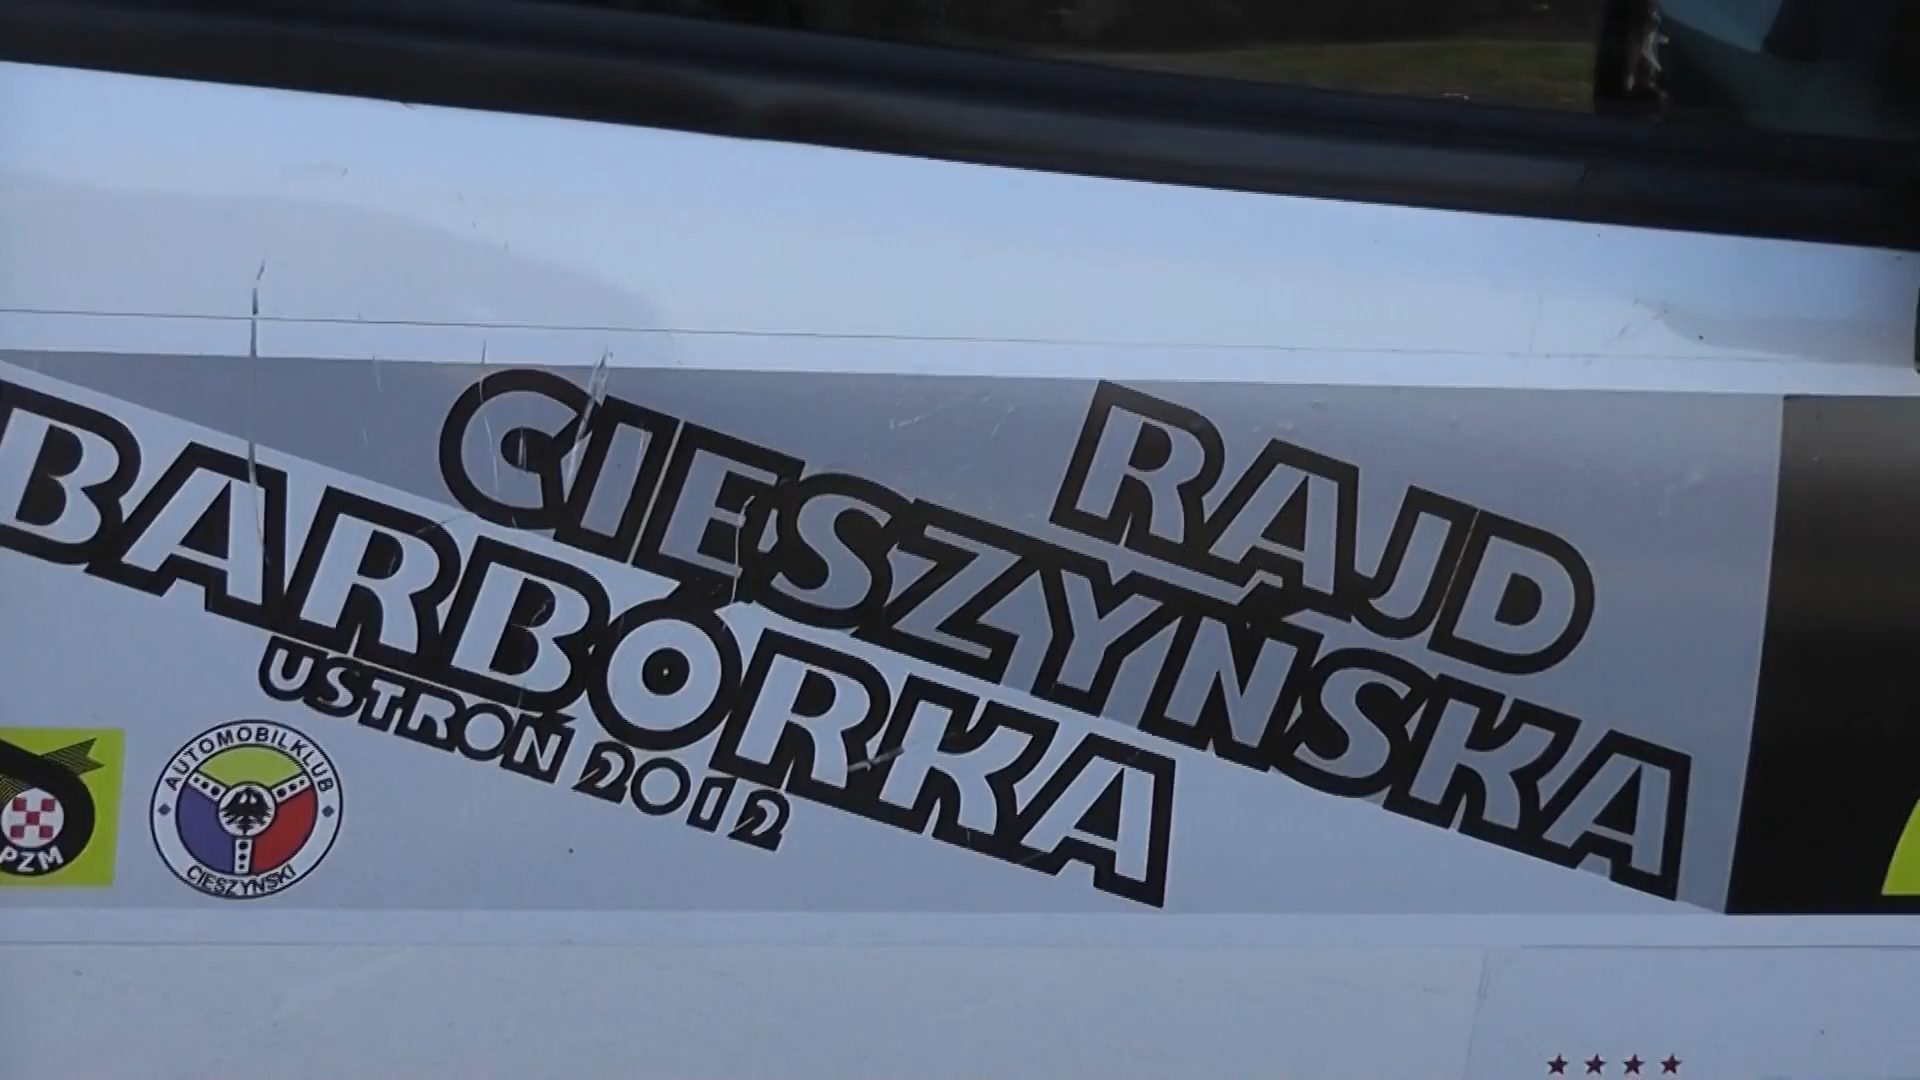 RAJD
CIESZYŃSKA
BARBÓRKA
USTROŃ 2012
PZM
AUTOMOBILKLUB
CIESZYŃSKI